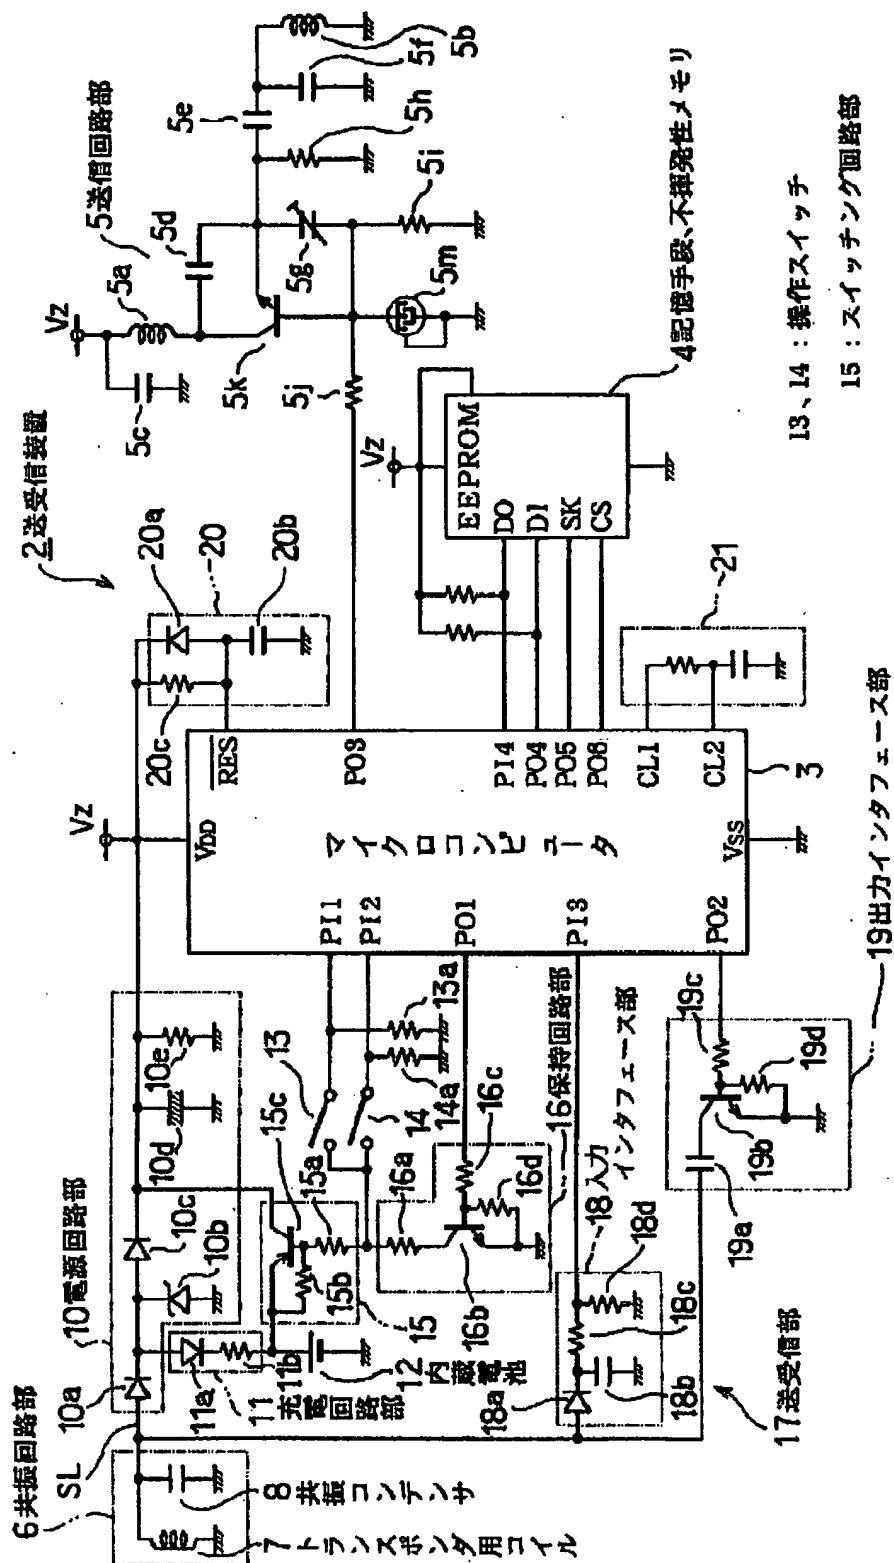 2送受信装置
6共振回路部
SL
10a
10電源回路部
10b
10c
10d
10e
11a
11b
11
充電回路部
12
内蔵電池
7トランスポンダ用コイル
8共振コンデンサ
15c
15a
15b
15
13
14
13a
14a
16a
16b
16c
16d
16保持回路部
18入力
インタフェース部
18a
18b
18c
18d
17送受信部
19a
19b
19c
19d
19出力インタフェース部
Vz
VDD
RES
PO3
PI1
PI2
PO1
PI3
PO2
マイクロコンピュータ
PI4
PO4
PO5
PO6
CL1
CL2
VSS
3
20a
20
20b
20c
21
Vz
EEPROM
DO
DI
SK
CS
4記憶手段、不揮発性メモリ
Vz
5c
5a
5d
5送信回路部
5e
5f
5b
5h
5g
5i
5k
5j
5m
13、14：操作スイッチ
15：スイッチング回路部